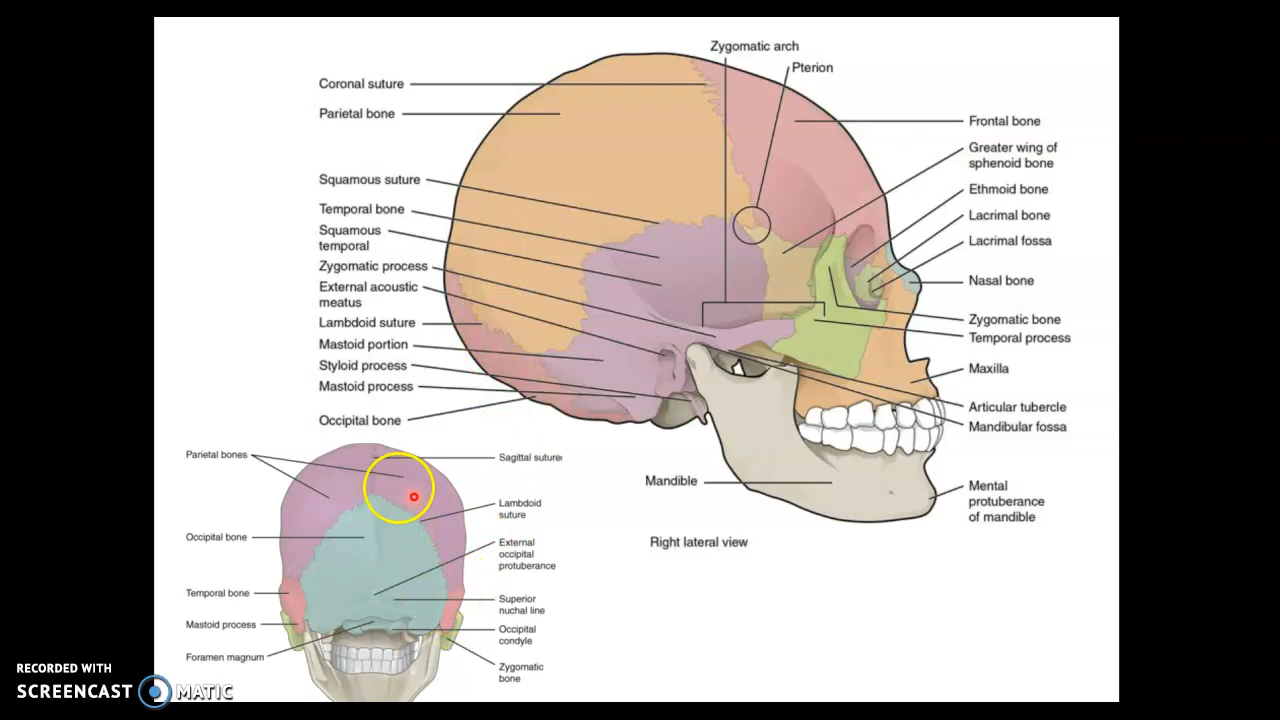 Zygomatic arch
Pterion
Coronal suture
Parietal bone
Squamous suture
Temporal bone
Squamous
temporal
Zygomatic process
External acoustic
meatus
Lambdoid suture
Mastoid portion
Styloid process
Mastoid process
Occipital bone
Frontal bone
Greater wing of
sphenoid bone
Ethmoid bone
Lacrimal bone
Lacrimal fossa
Nasal bone
Zygomatic bone
Temporal process
Maxilla
Articular tubercle
Mandibular fossa
Mental
protuberance
of mandible
Mandible
Right lateral view
Parietal bones
Occipital bone
Temporal bone
Mastoid process
Foramen magnum
Sagittal suture
Lambdoid
suture
External
occipital
protuberance
Superior
nuchal line
Occipital
condyle
Zygomatic
bone
RECORDED WITH
SCREENCAST MATIC